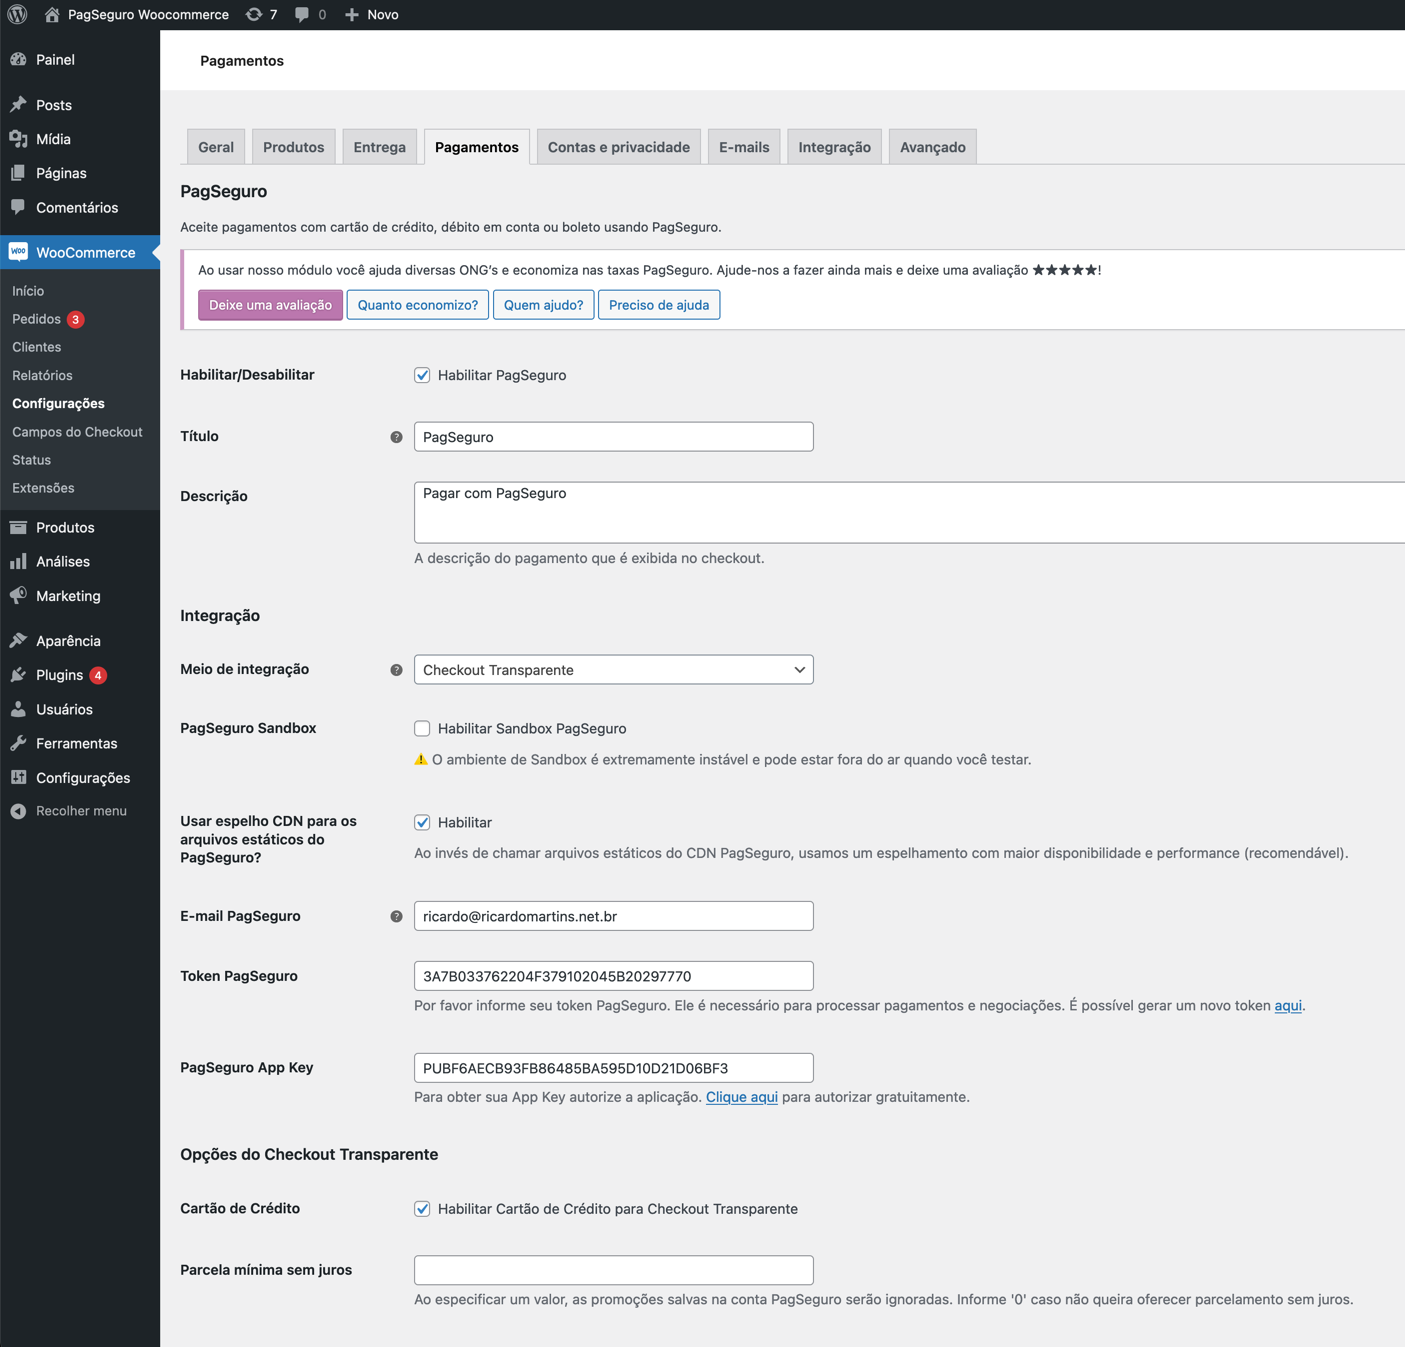 PagSeguro Woocommerce 7 0 Novo
Painel
Posts
Mídia
Páginas
Comentários
WooCommerce
Início
Pedidos 3
Clientes
Relatórios
Configurações
Campos do Checkout
Status
Extensões
Produtos
Análises
Marketing
Aparência
Plugins 4
Usuários
Ferramentas
Configurações
Recolher menu
Pagamentos
Geral Produtos Entrega Pagamentos Contas e privacidade E-mails Integração Avançado
PagSeguro
Aceite pagamentos com cartão de crédito, débito em conta ou boleto usando PagSeguro.
Ao usar nosso módulo você ajuda diversas ONG's e economiza nas taxas PagSeguro. Ajude-nos a fazer ainda mais e deixe uma avaliação ★★★★★!
Deixe uma avaliação Quanto economizo? Quem ajudo? Preciso de ajuda
Habilitar/Desabilitar Habilitar PagSeguro
Título PagSeguro
Descrição Pagar com PagSeguro
A descrição do pagamento que é exibida no checkout.
Integração
Meio de integração Checkout Transparente
PagSeguro Sandbox Habilitar Sandbox PagSeguro
⚠ O ambiente de Sandbox é extremamente instável e pode estar fora do ar quando você testar.
Usar espelho CDN para os
arquivos estáticos do
PagSeguro?
Habilitar
Ao invés de chamar arquivos estáticos do CDN PagSeguro, usamos um espelhamento com maior disponibilidade e performance (recomendável).
E-mail PagSeguro ricardo@ricardomartins.net.br
Token PagSeguro 3A7B033762204F379102045B20297770
Por favor informe seu token PagSeguro. Ele é necessário para processar pagamentos e negociações. É possível gerar um novo token aqui.
PagSeguro App Key PUBF6AECB93FB86485BA595D10D21D06BF3
Para obter sua App Key autorize a aplicação. Clique aqui para autorizar gratuitamente.
Opções do Checkout Transparente
Cartão de Crédito Habilitar Cartão de Crédito para Checkout Transparente
Parcela mínima sem juros
Ao especificar um valor, as promoções salvas na conta PagSeguro serão ignoradas. Informe '0' caso não queira oferecer parcelamento sem juros.